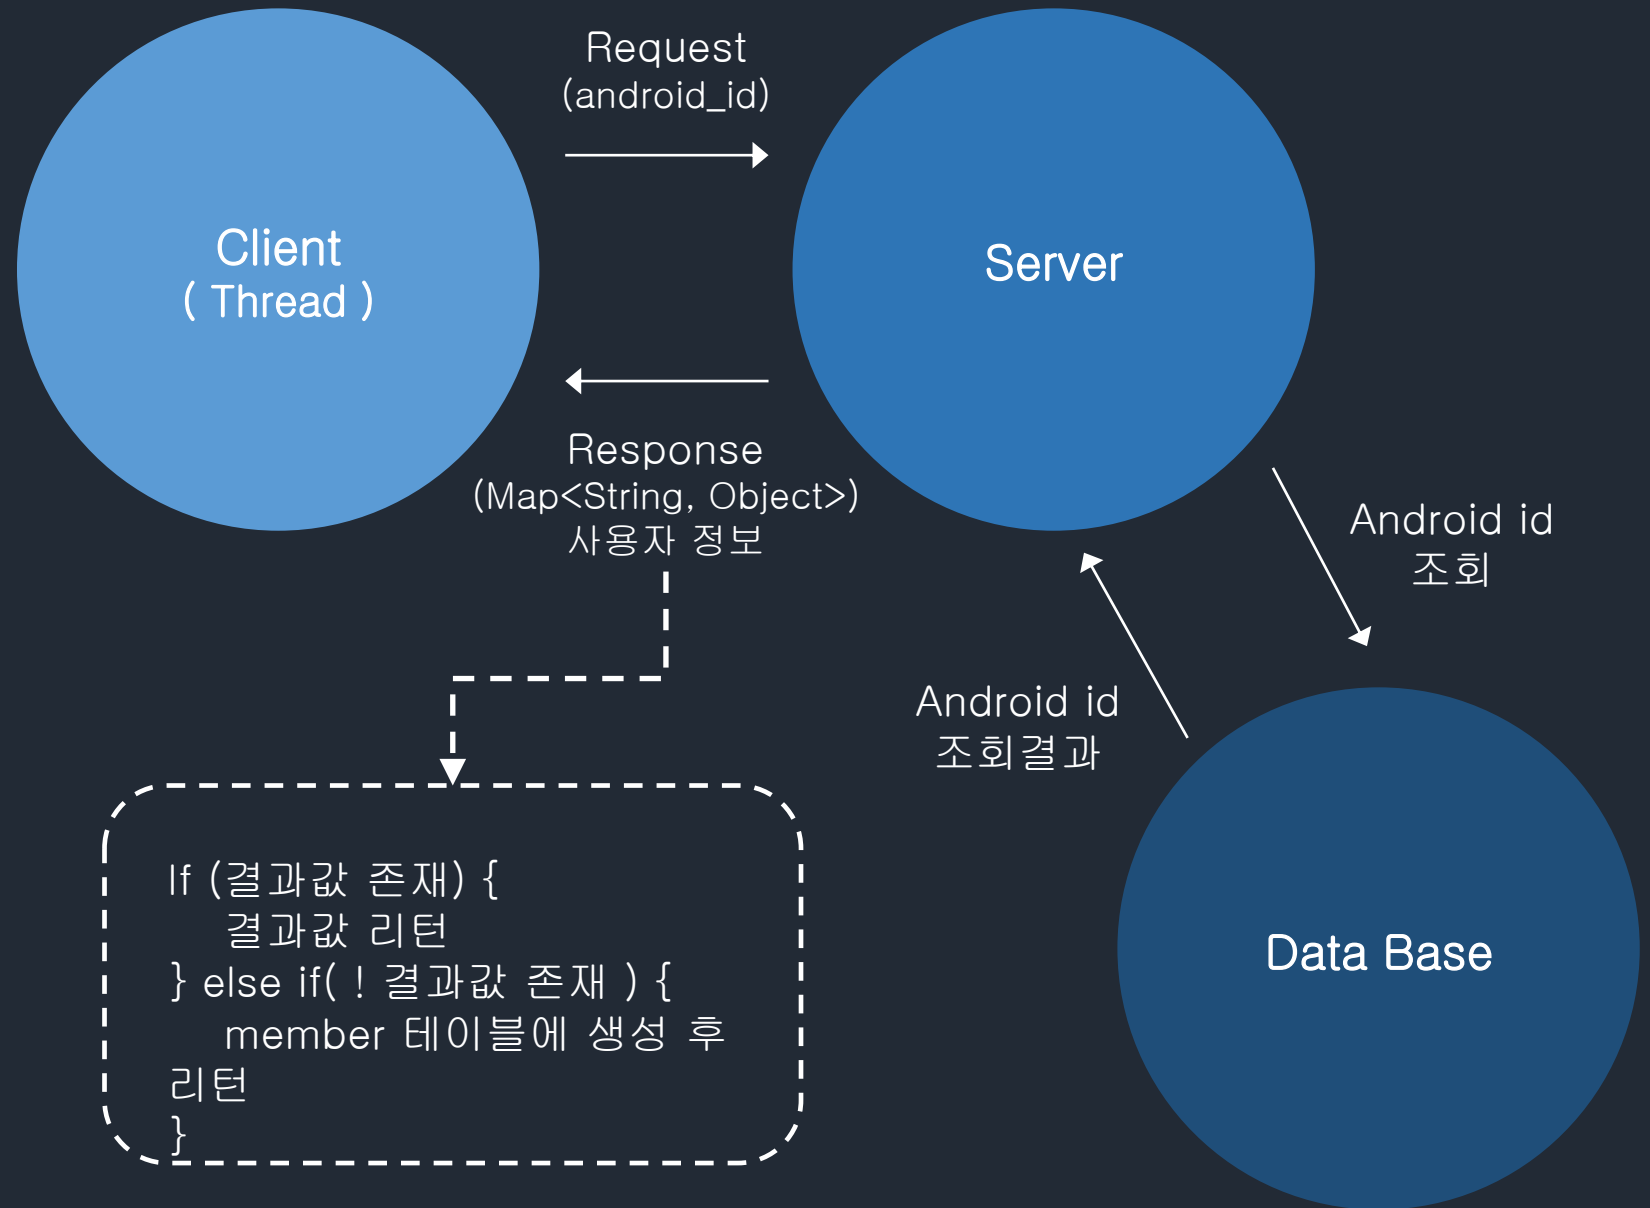 Request
(android_id)
Client
( Thread )
Server
Response
(Map<String, Object>)
사용자 정보
Android id
조회
Android id
조회결과
If (결과값 존재) {
결과값 리턴
} else if( ! 결과값 존재 ) {
member 테이블에 생성 후
리턴
}
Data Base